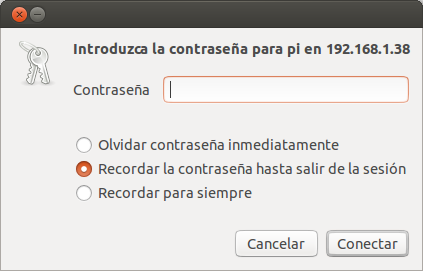 Introduzca la contraseña para pi en 192.168.1.38
Contraseña
Olvidar contraseña inmediatamente
Recordar la contraseña hasta salir de la sesión
Recordar para siempre
Cancelar Conectar